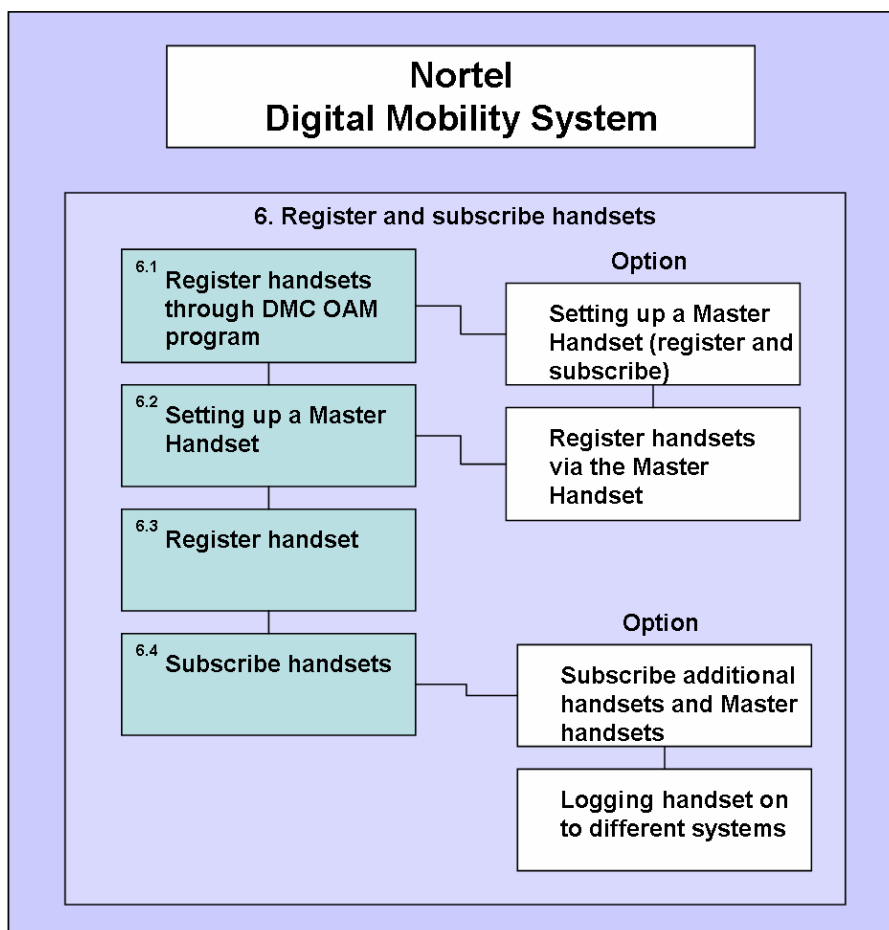 Nortel
Digital Mobility System
6. Register and subscribe handsets
6.1 Register handsets
through DMC OAM
program
Option
Setting up a Master
Handset (register and
subscribe)
6.2 Setting up a Master
Handset
Register handsets
via the Master
Handset
6.3 Register handset
6.4 Subscribe handsets
Option
Subscribe additional
handsets and Master
handsets
Logging handset on
to different systems